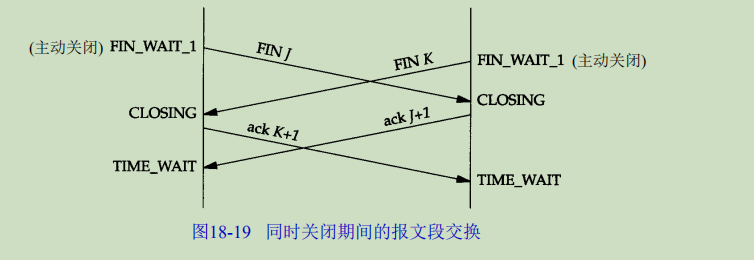 (主动关闭) FIN_WAIT_1
FIN J
FIN K
FIN_WAIT_1 (主动关闭)
CLOSING
CLOSING
ack K+1
ack J+1
TIME_WAIT
TIME_WAIT
图18-19 同时关闭期间的报文段交换